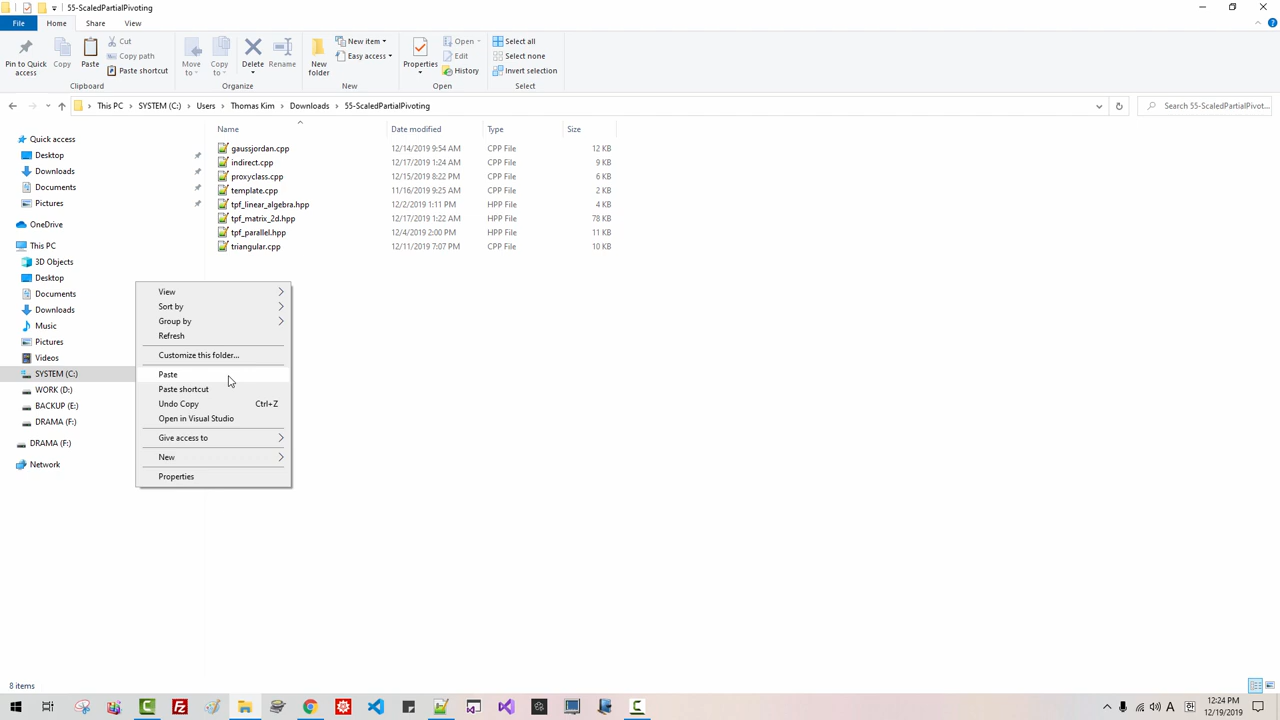 55-ScaledPartialPivoting
File Home Share View
Pin to Quick access
Copy
Paste
Cut
Copy path
Paste shortcut
Move to
Copy to
Delete
Rename
New folder
New item
Easy access
Properties
Open
Edit
History
Select all
Select none
Invert selection
Clipboard Organize New Open Select
This PC SYSTEM (C:) Users Thomas Kim Downloads 55-ScaledPartialPivoting
Search 55-ScaledPartialPivot...
Quick access
Desktop
Downloads
Documents
Pictures
OneDrive
This PC
3D Objects
Desktop
Documents
Downloads
Music
Pictures
Videos
SYSTEM (C:)
WORK (D:)
BACKUP (E:)
DRAMA (F:)
DRAMA (F:)
Network
Name Date modified Type Size
gaussjordan.cpp 12/14/2019 9:54 AM CPP File 12 KB
indirect.cpp 12/17/2019 1:24 AM CPP File 9 KB
proxyclass.cpp 12/15/2019 8:22 PM CPP File 6 KB
template.cpp 11/16/2019 9:25 AM CPP File 2 KB
tpf_linear_algebra.hpp 12/2/2019 1:11 PM HPP File 4 KB
tpf_matrix_2d.hpp 12/17/2019 1:22 AM HPP File 78 KB
tpf_parallel.hpp 12/4/2019 2:00 PM HPP File 11 KB
triangular.cpp 12/11/2019 7:07 PM CPP File 10 KB
View
Sort by
Group by
Refresh
Customize this folder...
Paste
Paste shortcut
Undo Copy Ctrl+Z
Open in Visual Studio
Give access to
New
Properties
8 items
A
12:24 PM
12/19/2019